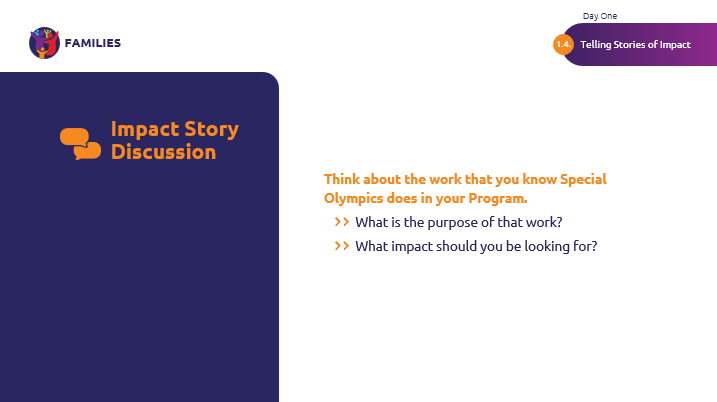 Day One
FAMILIES
1.4.
Telling Stories of Impact
Impact Story
Discussion
Think about the work that you know Special
Olympics does in your Program.
What is the purpose of that work?
What impact should you be looking for?